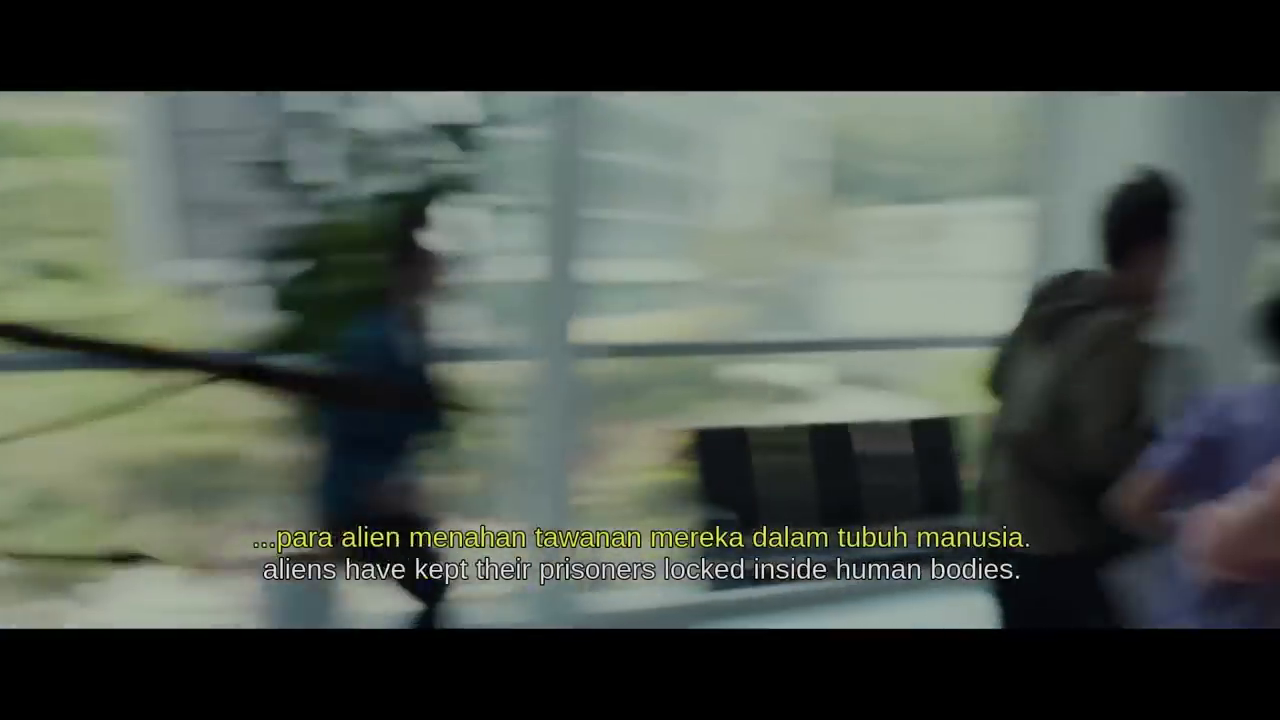 ...para alien menahan tawanan mereka dalam tubuh manusia.
aliens have kept their prisoners locked inside human bodies.